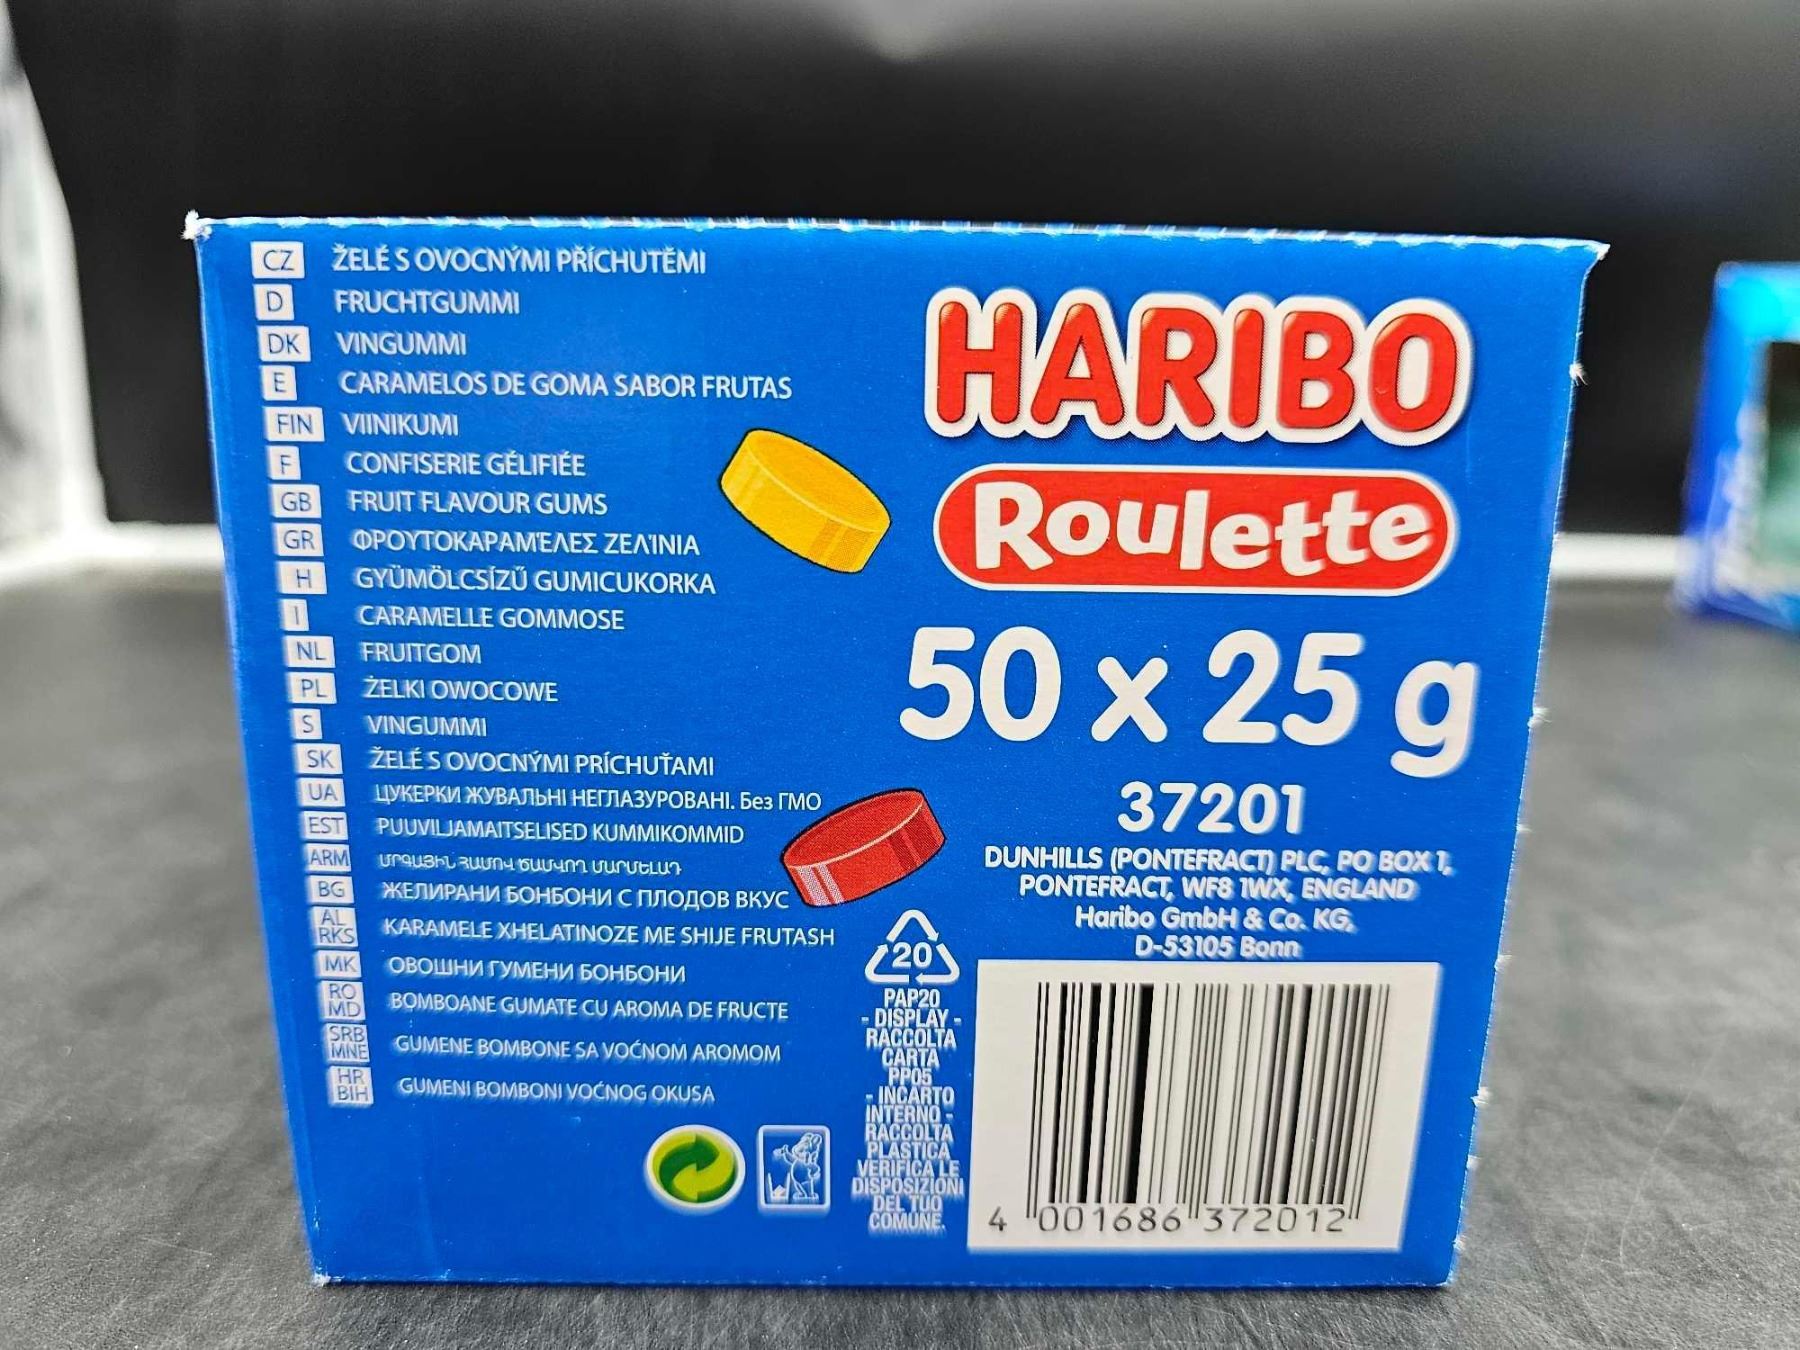 CZ ŽELÉ S OVOCNÝMI PŘÍCHUTĚMI
D FRUCHTGUMMI
DK VINGUMMI
E CARAMELOS DE GOMA SABOR FRUTAS
FIN VIINIKUMI
F CONFISERIE GÉLIFIÉE
GB FRUIT FLAVOUR GUMS
GR ΦΡΟΥΤΟΚΑΡΑΜΈΛΕΣ ΖΕΛΊΝΙΑ
H GYÜMÖLCSÍZŰ GUMICUKORKA
I CARAMELLE GOMMOSE
NL FRUITGOM
PL ŻELKI OWOCOWE
S VINGUMMI
SK ŽELÉ S OVOCNÝMI PRÍCHUŤAMI
UA ЦУКЕРКИ ЖУВАЛЬНІ НЕГЛАЗУРОВАНІ. Без ГМО
EST PUUVILJAMAITSELISED KUMMIKOMMID
ARM ՄՐԳԱՅԻՆ ՀԱՄՈՎ ԾԱՄՎՈՂ ՄԱՐՄԵԼԱԴ
BG ЖЕЛИРАНИ БОНБОНИ С ПЛОДОВ ВКУС
AL RKS KARAMELE XHELATINOZE ME SHIJE FRUTASH
MK ОВОШНИ ГУМЕНИ БОНБОНИ
RO MD BOMBOANE GUMATE CU AROMA DE FRUCTE
SRB MNE GUMENE BOMBONE SA VOĆNOM AROMOM
HR BIH GUMENI BOMBONI VOĆNOG OKUSA
HARIBO
Roulette
50 x 25 g
37201
DUNHILLS (PONTEFRACT) PLC, PO BOX 1,
PONTEFRACT, WF8 1WX, ENGLAND
Haribo GmbH & Co. KG,
D-53105 Bonn
20
PAP20
- DISPLAY -
RACCOLTA
CARTA
PP05
- INCARTO
INTERNO -
RACCOLTA
PLASTICA
VERIFICA LE
DISPOSIZIONI
DEL TUO
COMUNE.
4 001686 372012